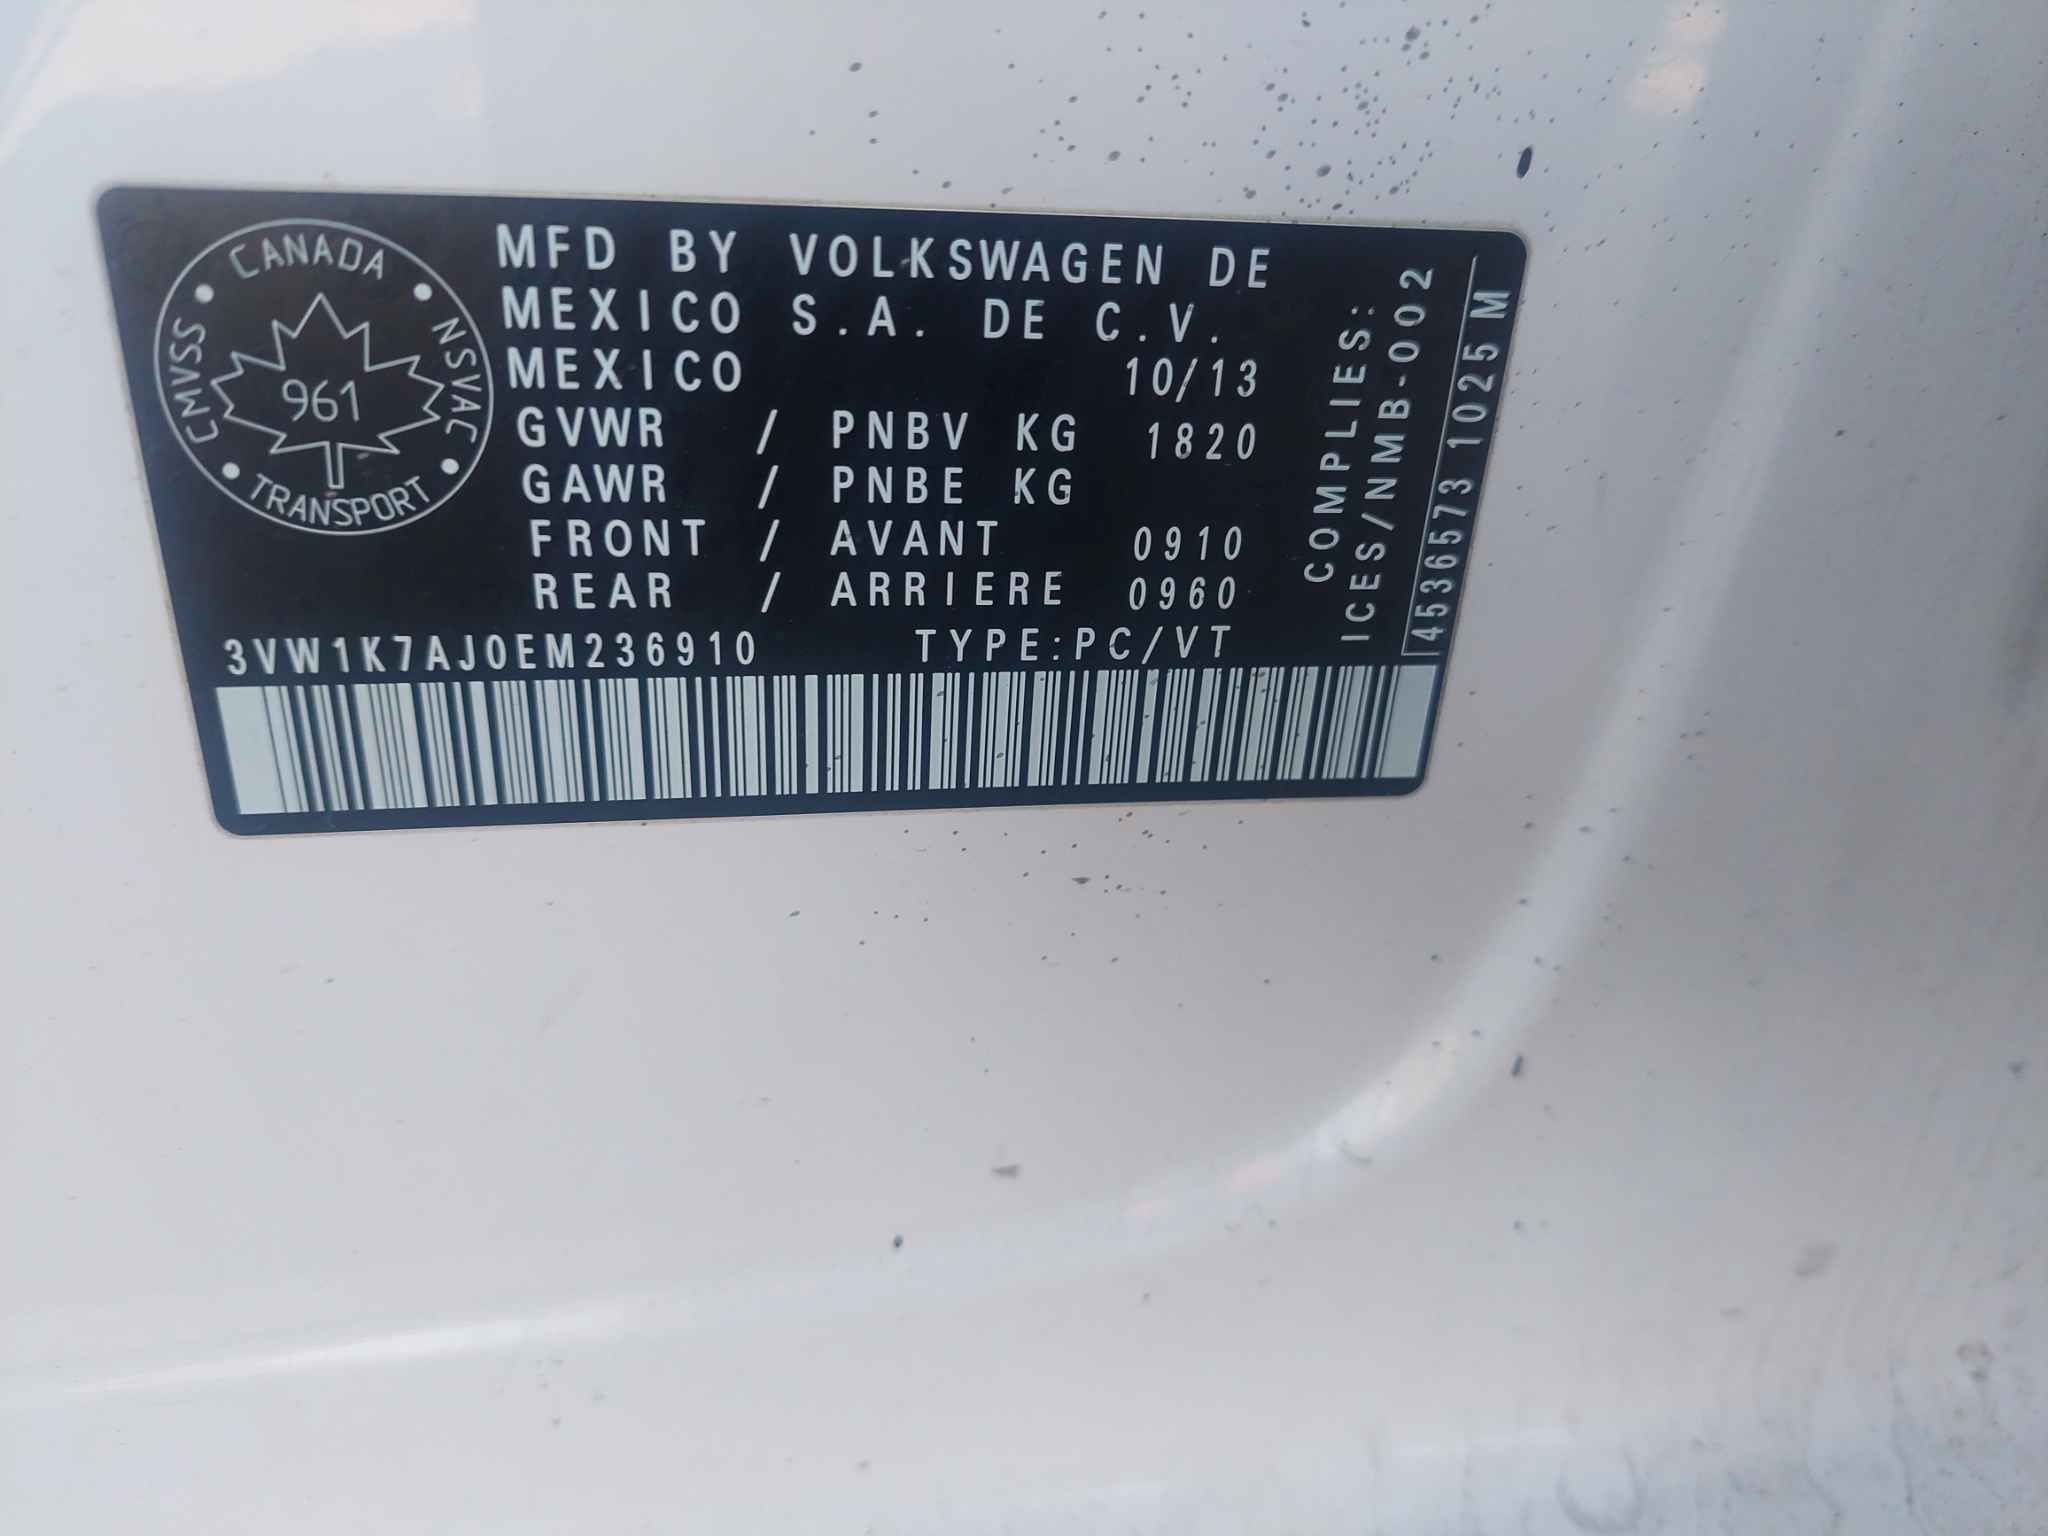 CANADA
CMVSS
NSVAC
961
TRANSPORT
MFD BY VOLKSWAGEN DE
MEXICO S.A. DE C.V.
MEXICO 10/13
GVWR / PNBV KG 1820
GAWR / PNBE KG
FRONT / AVANT 0910
REAR / ARRIERE 0960
3VW1K7AJ0EM236910 TYPE:PC/VT
COMPLIES:
ICES/NMB-002
4536573 1025 M